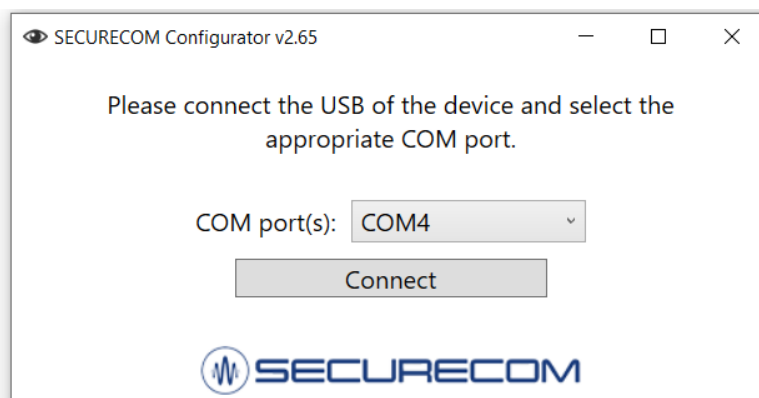 SECURECOM Configurator v2.65
Please connect the USB of the device and select the
appropriate COM port.
COM port(s): COM4
Connect
SECURECOM